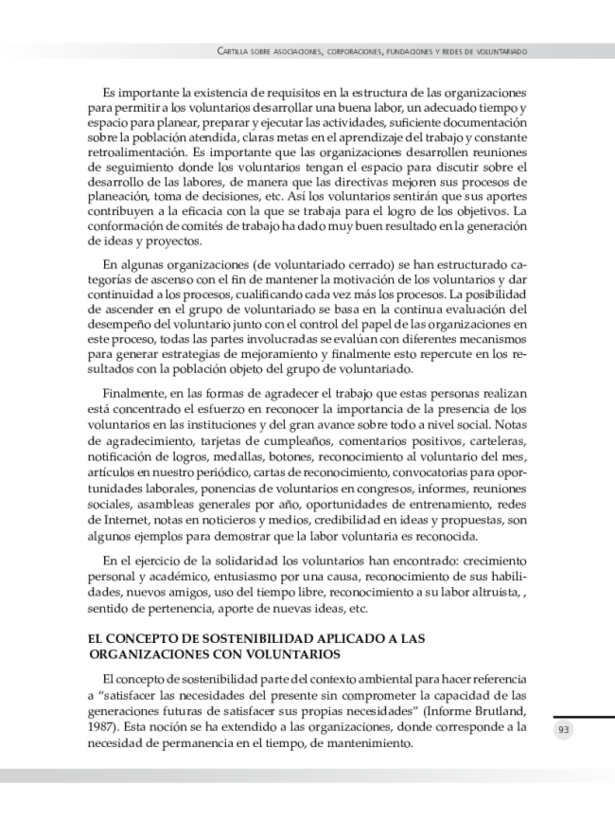 CARTILLA SOBRE ASOCIACIONES, CORPORACIONES, FUNDACIONES Y REDES DE VOLUNTARIADO
Es importante la existencia de requisitos en la estructura de las organizaciones
para permitir a los voluntarios desarrollar una buena labor, un adecuado tiempo y
espacio para planear, preparar y ejecutar las actividades, suficiente documentación
sobre la población atendida, claras metas en el aprendizaje del trabajo y constante
retroalimentación. Es importante que las organizaciones desarrollen reuniones
de seguimiento donde los voluntarios tengan el espacio para discutir sobre el
desarrollo de las labores, de manera que las directivas mejoren sus procesos de
planeación, toma de decisiones, etc. Así los voluntarios sentirán que sus aportes
contribuyen a la eficacia con la que se trabaja para el logro de los objetivos. La
conformación de comités de trabajo ha dado muy buen resultado en la generación
de ideas y proyectos.
En algunas organizaciones (de voluntariado cerrado) se han estructurado ca-
tegorías de ascenso con el fin de mantener la motivación de los voluntarios y dar
continuidad a los procesos, cualificando cada vez más los procesos. La posibilidad
de ascender en el grupo de voluntariado se basa en la continua evaluación del
desempeño del voluntario junto con el control del papel de las organizaciones en
este proceso, todas las partes involucradas se evalúan con diferentes mecanismos
para generar estrategias de mejoramiento y finalmente esto repercute en los re-
sultados con la población objeto del grupo de voluntariado.
Finalmente, en las formas de agradecer el trabajo que estas personas realizan
está concentrado el esfuerzo en reconocer la importancia de la presencia de los
voluntarios en las instituciones y del gran avance sobre todo a nivel social. Notas
de agradecimiento, tarjetas de cumpleaños, comentarios positivos, carteleras,
notificación de logros, medallas, botones, reconocimiento al voluntario del mes,
artículos en nuestro periódico, cartas de reconocimiento, convocatorias para opor-
tunidades laborales, ponencias de voluntarios en congresos, informes, reuniones
sociales, asambleas generales por año, oportunidades de entrenamiento, redes
de Internet, notas en noticieros y medios, credibilidad en ideas y propuestas, son
algunos ejemplos para demostrar que la labor voluntaria es reconocida.
En el ejercicio de la solidaridad los voluntarios han encontrado: crecimiento
personal y académico, entusiasmo por una causa, reconocimiento de sus habili-
dades, nuevos amigos, uso del tiempo libre, reconocimiento a su labor altruista, ,
sentido de pertenencia, aporte de nuevas ideas, etc.
EL CONCEPTO DE SOSTENIBILIDAD APLICADO A LAS
ORGANIZACIONES CON VOLUNTARIOS
El concepto de sostenibilidad parte del contexto ambiental para hacer referencia
a “satisfacer las necesidades del presente sin comprometer la capacidad de las
generaciones futuras de satisfacer sus propias necesidades” (Informe Brutland,
1987). Esta noción se ha extendido a las organizaciones, donde corresponde a la
necesidad de permanencia en el tiempo, de mantenimiento.
93